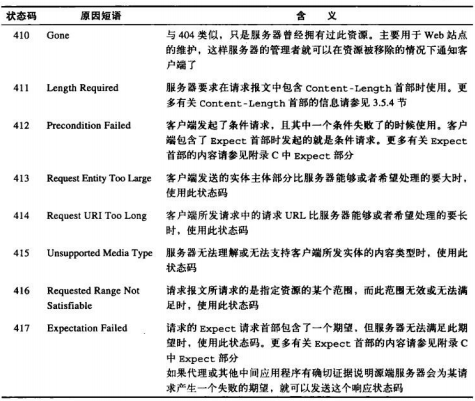 状态码 原因短语 含 义
410 Gone 与 404 类似，只是服务器曾经拥有过此资源。主要用于 Web 站点
的维护，这样服务器的管理者就可以在资源被移除的情况下通知
客户端了
411 Length Required 服务器要求在请求报文中包含 Content-Length 首部时使用。更
多有关 Content-Length 首部的信息请参见 3.5.4 节
412 Precondition Failed 客户端发起了条件请求，且其中一个条件失败了的时候使用。客户
端包含了 Expect 首部时发起的就是条件请求。更多有关 Expect
首部的内容请参见附录 C 中 Expect 部分
413 Request Entity Too Large 客户端发送的实体主体部分比服务器能够或者希望处理的要大时，
使用此状态码
414 Request URI Too Long 客户端所发请求中的请求 URL 比服务器能够或者希望处理的要长
时，使用此状态码
415 Unsupported Media Type 服务器无法理解或无法支持客户端所发实体的内容类型时，使用此
状态码
416 Requested Range Not 请求报文所请求的是指定资源的某个范围，而此范围无效或无法满
Satisfiable 足时，使用此状态码
417 Expectation Failed 请求的 Expect 请求首部包含了一个期望，但服务器无法满足此期
望时，使用此状态码。更多有关 Expect 首部的内容请参见附录 C
中 Expect 部分
如果代理或其他中间应用程序有确切证据说明源端服务器会为某请
求产生一个失败的期望，就可以发送这个响应状态码